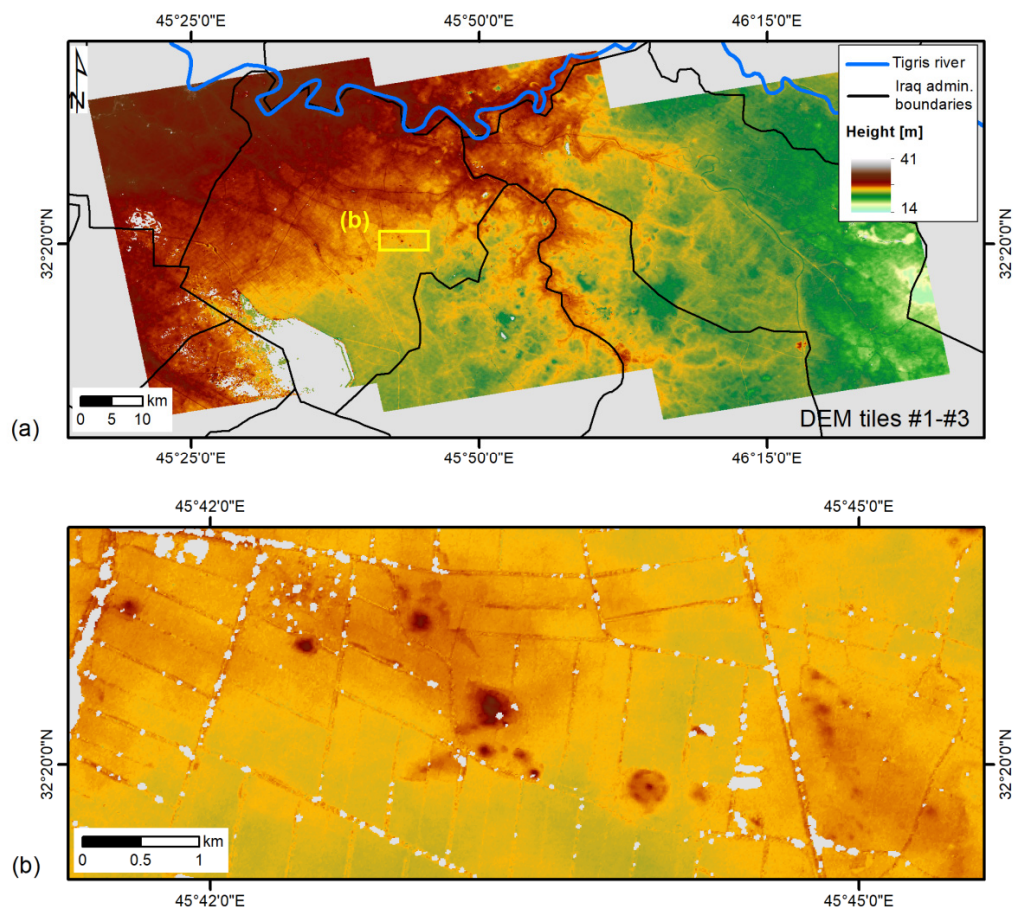 45°25'0"E 45°50'0"E 46°15'0"E
N
Tigris river
Iraq admin.
boundaries
Height [m]
41
14
(b)
32°20'0"N
32°20'0"N
km
0 5 10
DEM tiles #1-#3
(a)
45°25'0"E 45°50'0"E 46°15'0"E
45°42'0"E 45°45'0"E
32°20'0"N
32°20'0"N
km
0 0.5 1
(b)
45°42'0"E 45°45'0"E